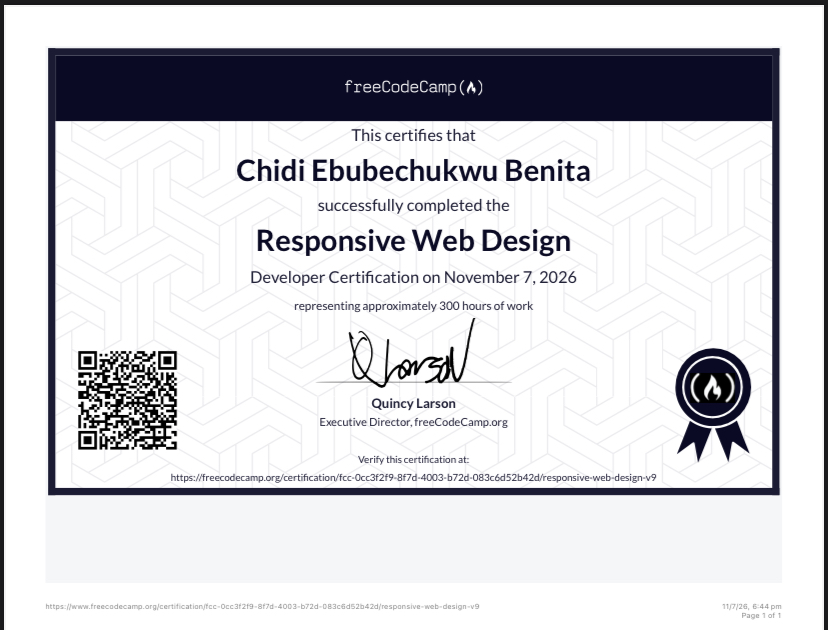 freeCodeCamp(🔥)
This certifies that
Chidi Ebubechukwu Benita
successfully completed the
Responsive Web Design
Developer Certification on November 7, 2026
representing approximately 300 hours of work
Quincy Larson
Executive Director, freeCodeCamp.org
Verify this certification at:
https://freecodecamp.org/certification/fcc-0cc3f2f9-8f7d-4003-b72d-083c6d52b42d/responsive-web-design-v9
https://www.freecodecamp.org/certification/fcc-0cc3f2f9-8f7d-4003-b72d-083c6d52b42d/responsive-web-design-v9
11/7/26, 6:44 pm
Page 1 of 1